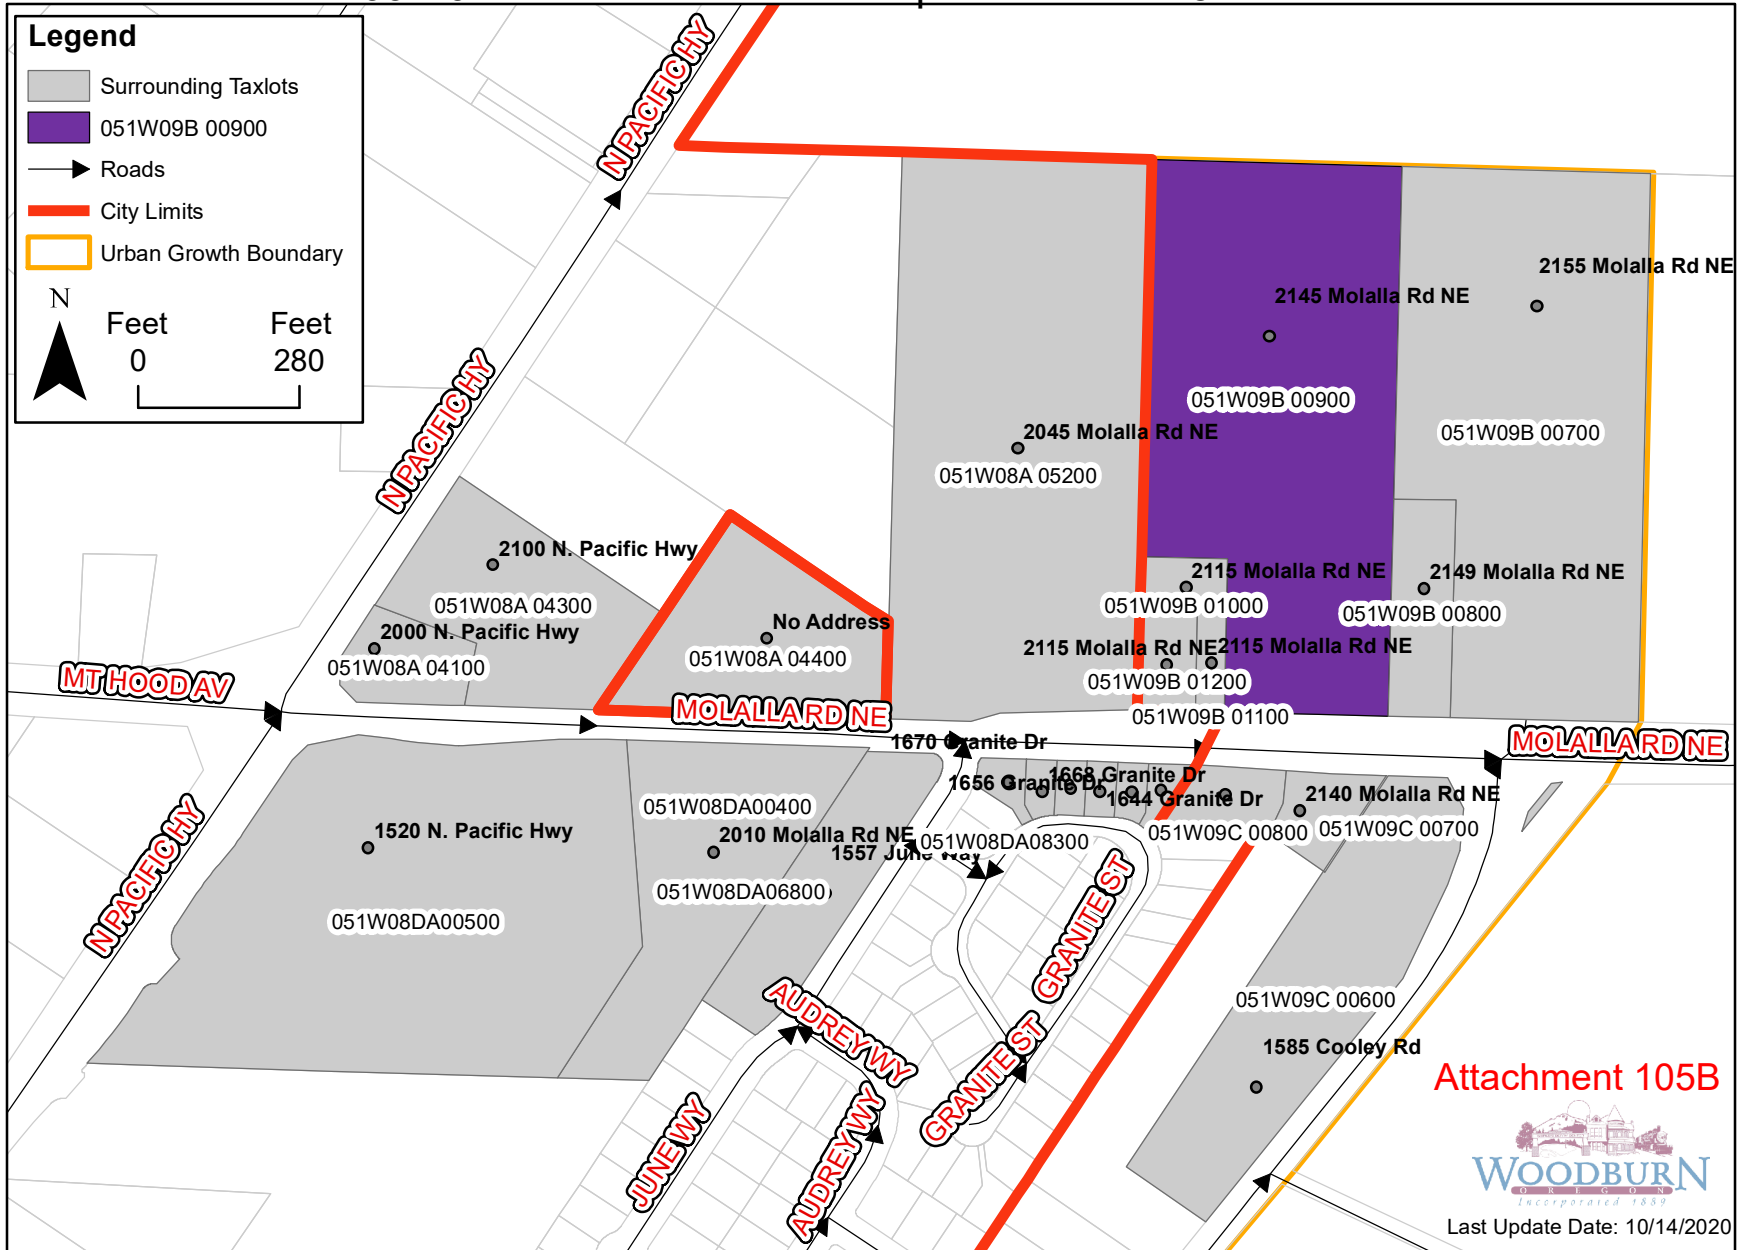 Legend
Surrounding Taxlots
051W09B 00900
Roads
City Limits
Urban Growth Boundary
N
Feet Feet
0 280
N PACIFIC HY
N PACIFIC HY
N PACIFIC HY
2155 Molalla Rd NE
2145 Molalla Rd NE
051W09B 00900
2045 Molalla Rd NE
051W09B 00700
051W08A 05200
2100 N. Pacific Hwy
2115 Molalla Rd NE
2149 Molalla Rd NE
051W08A 04300
051W09B 01000
051W09B 00800
No Address
2000 N. Pacific Hwy
2115 Molalla Rd NE
2115 Molalla Rd NE
051W08A 04400
051W08A 04100
051W09B 01200
MT HOOD AV
MOLALLA RD NE
051W09B 01100
1670 Granite Dr
MOLALLA RD NE
1656 Granite Dr
1668 Granite Dr
1644 Granite Dr
2140 Molalla Rd NE
051W08DA00400
1520 N. Pacific Hwy
2010 Molalla Rd NE
051W08DA08300
051W09C 00800
051W09C 00700
1557 June Way
051W08DA06800
051W08DA00500
GRANITE ST
AUDREY WY
051W09C 00600
GRANITE ST
1585 Cooley Rd
JUNE WY
AUDREY WY
Attachment 105B
WOODBURN
OREGON
Incorporated 1889
Last Update Date: 10/14/2020